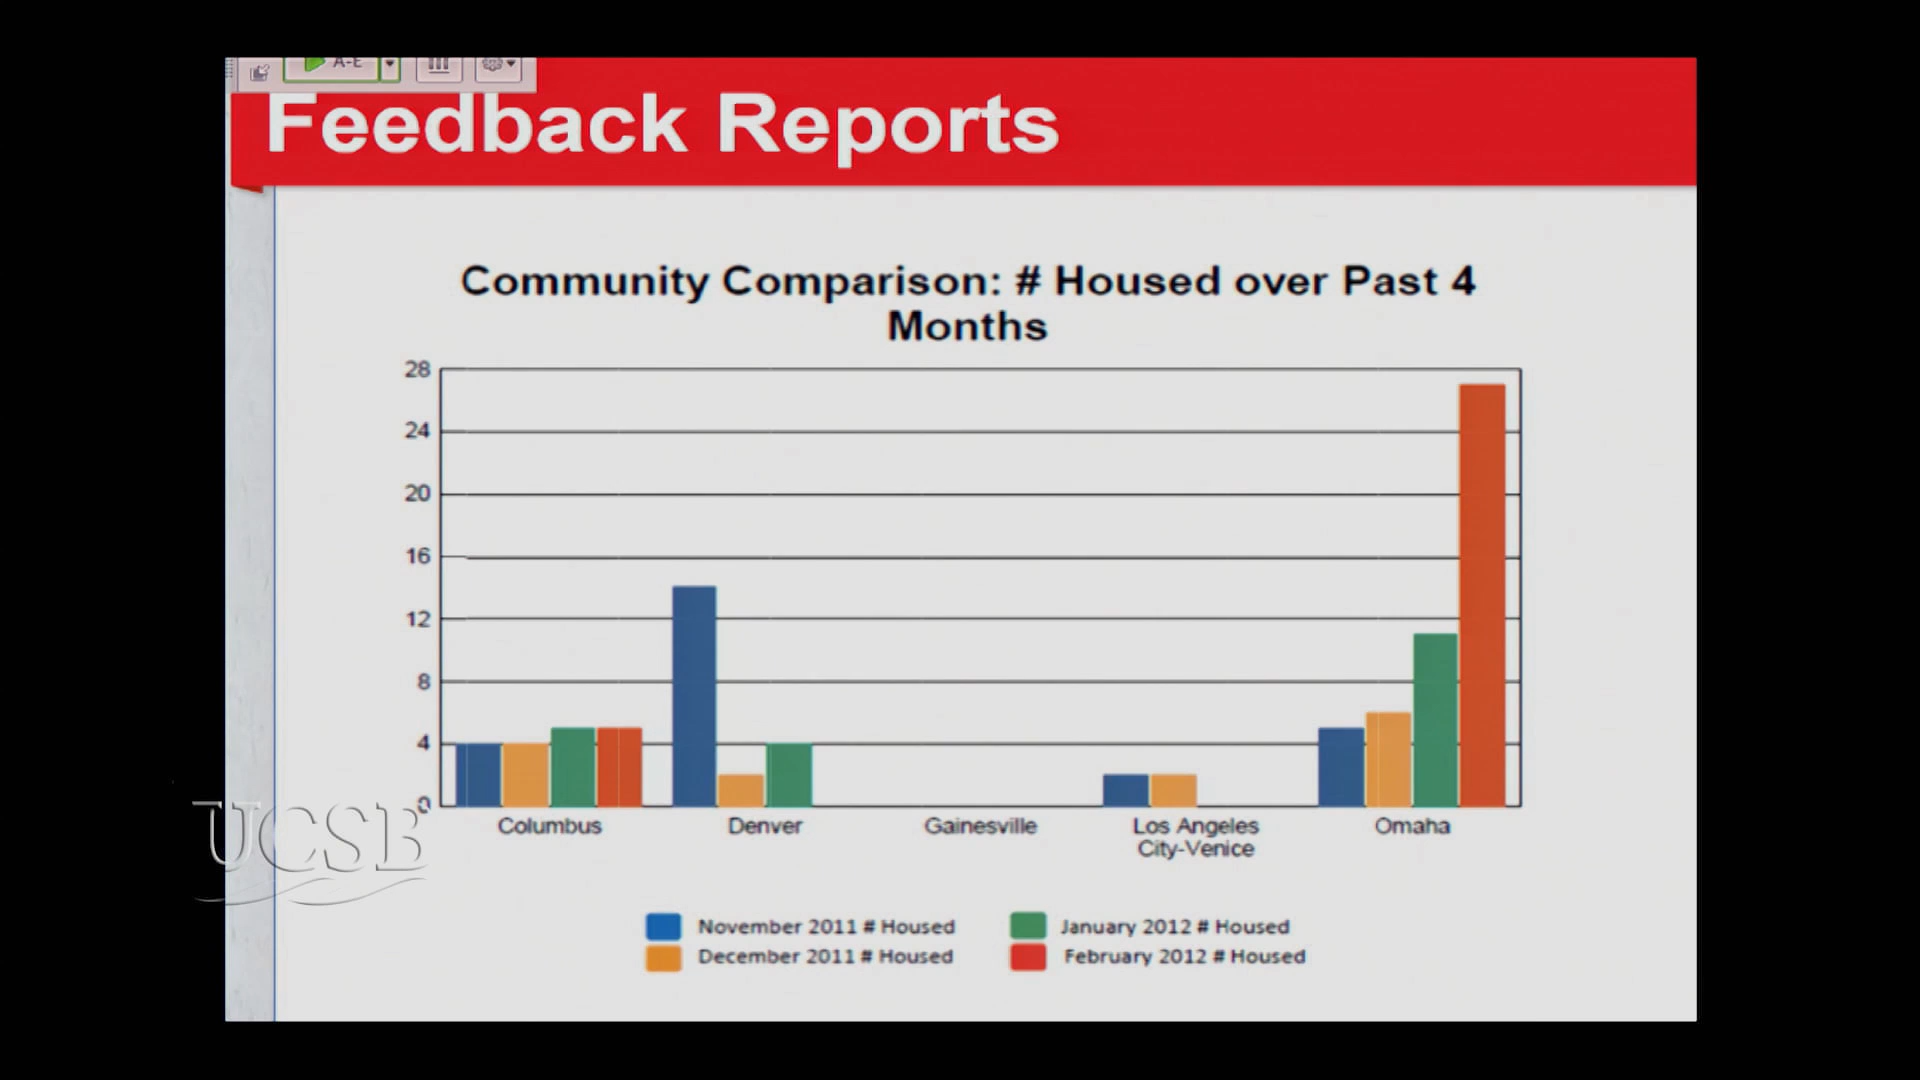 A-E
Feedback Reports
Community Comparison: # Housed over Past 4
Months
28
24
20
16
12
8
4
0
Columbus
Denver
Gainesville
Los Angeles
City-Venice
Omaha
UCSB
November 2011 # Housed
January 2012 # Housed
December 2011 # Housed
February 2012 # Housed